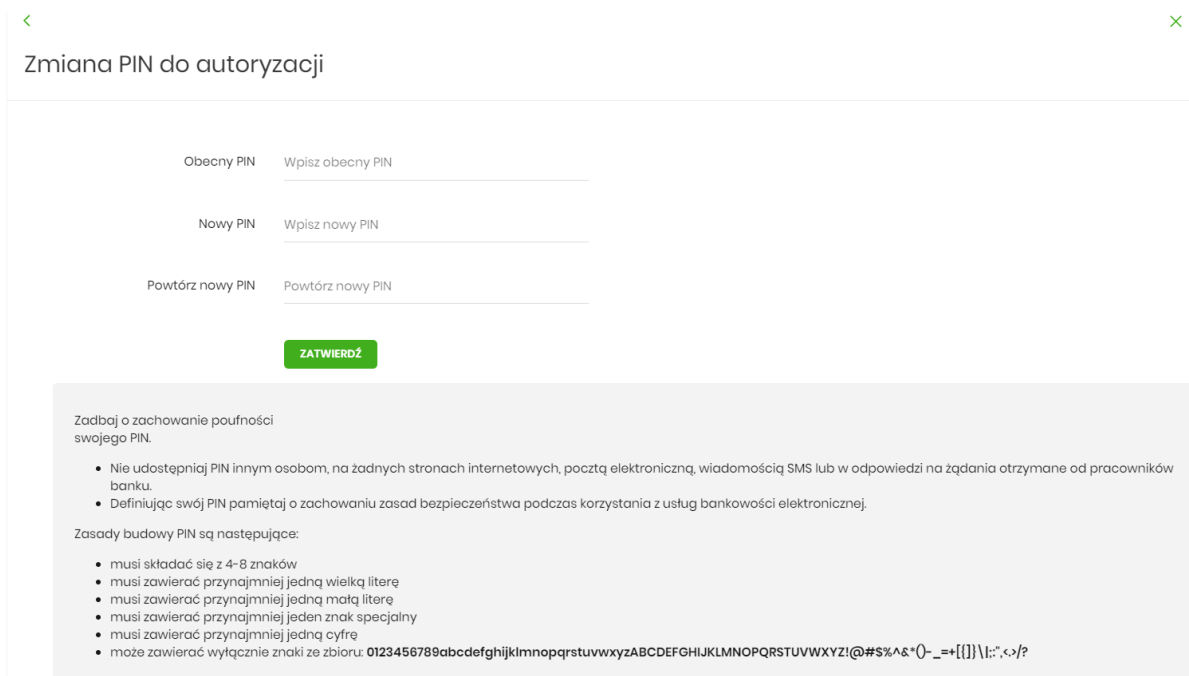 Zmiana PIN do autoryzacji
Obecny PIN Wpisz obecny PIN
Nowy PIN Wpisz nowy PIN
Powtórz nowy PIN Powtórz nowy PIN
ZATWIERDŹ
Zadbaj o zachowanie poufności
swojego PIN.
• Nie udostępniaj PIN innym osobom, na żadnych stronach internetowych, pocztą elektroniczną, wiadomością SMS lub w odpowiedzi na żądania otrzymane od pracowników
banku.
• Definiując swój PIN pamiętaj o zachowaniu zasad bezpieczeństwa podczas korzystania z usług bankowości elektronicznej.
Zasady budowy PIN są następujące:
• musi składać się z 4-8 znaków
• musi zawierać przynajmniej jedną wielką literę
• musi zawierać przynajmniej jedną małą literę
• musi zawierać przynajmniej jeden znak specjalny
• musi zawierać przynajmniej jedną cyfrę
• może zawierać wyłącznie znaki ze zbioru: 0123456789abcdefghijklmnopqrstuvwxyzABCDEFGHIJKLMNOPQRSTUVWXYZ!@#$%^&*()-_=+[{]}\|;:",<.>/?